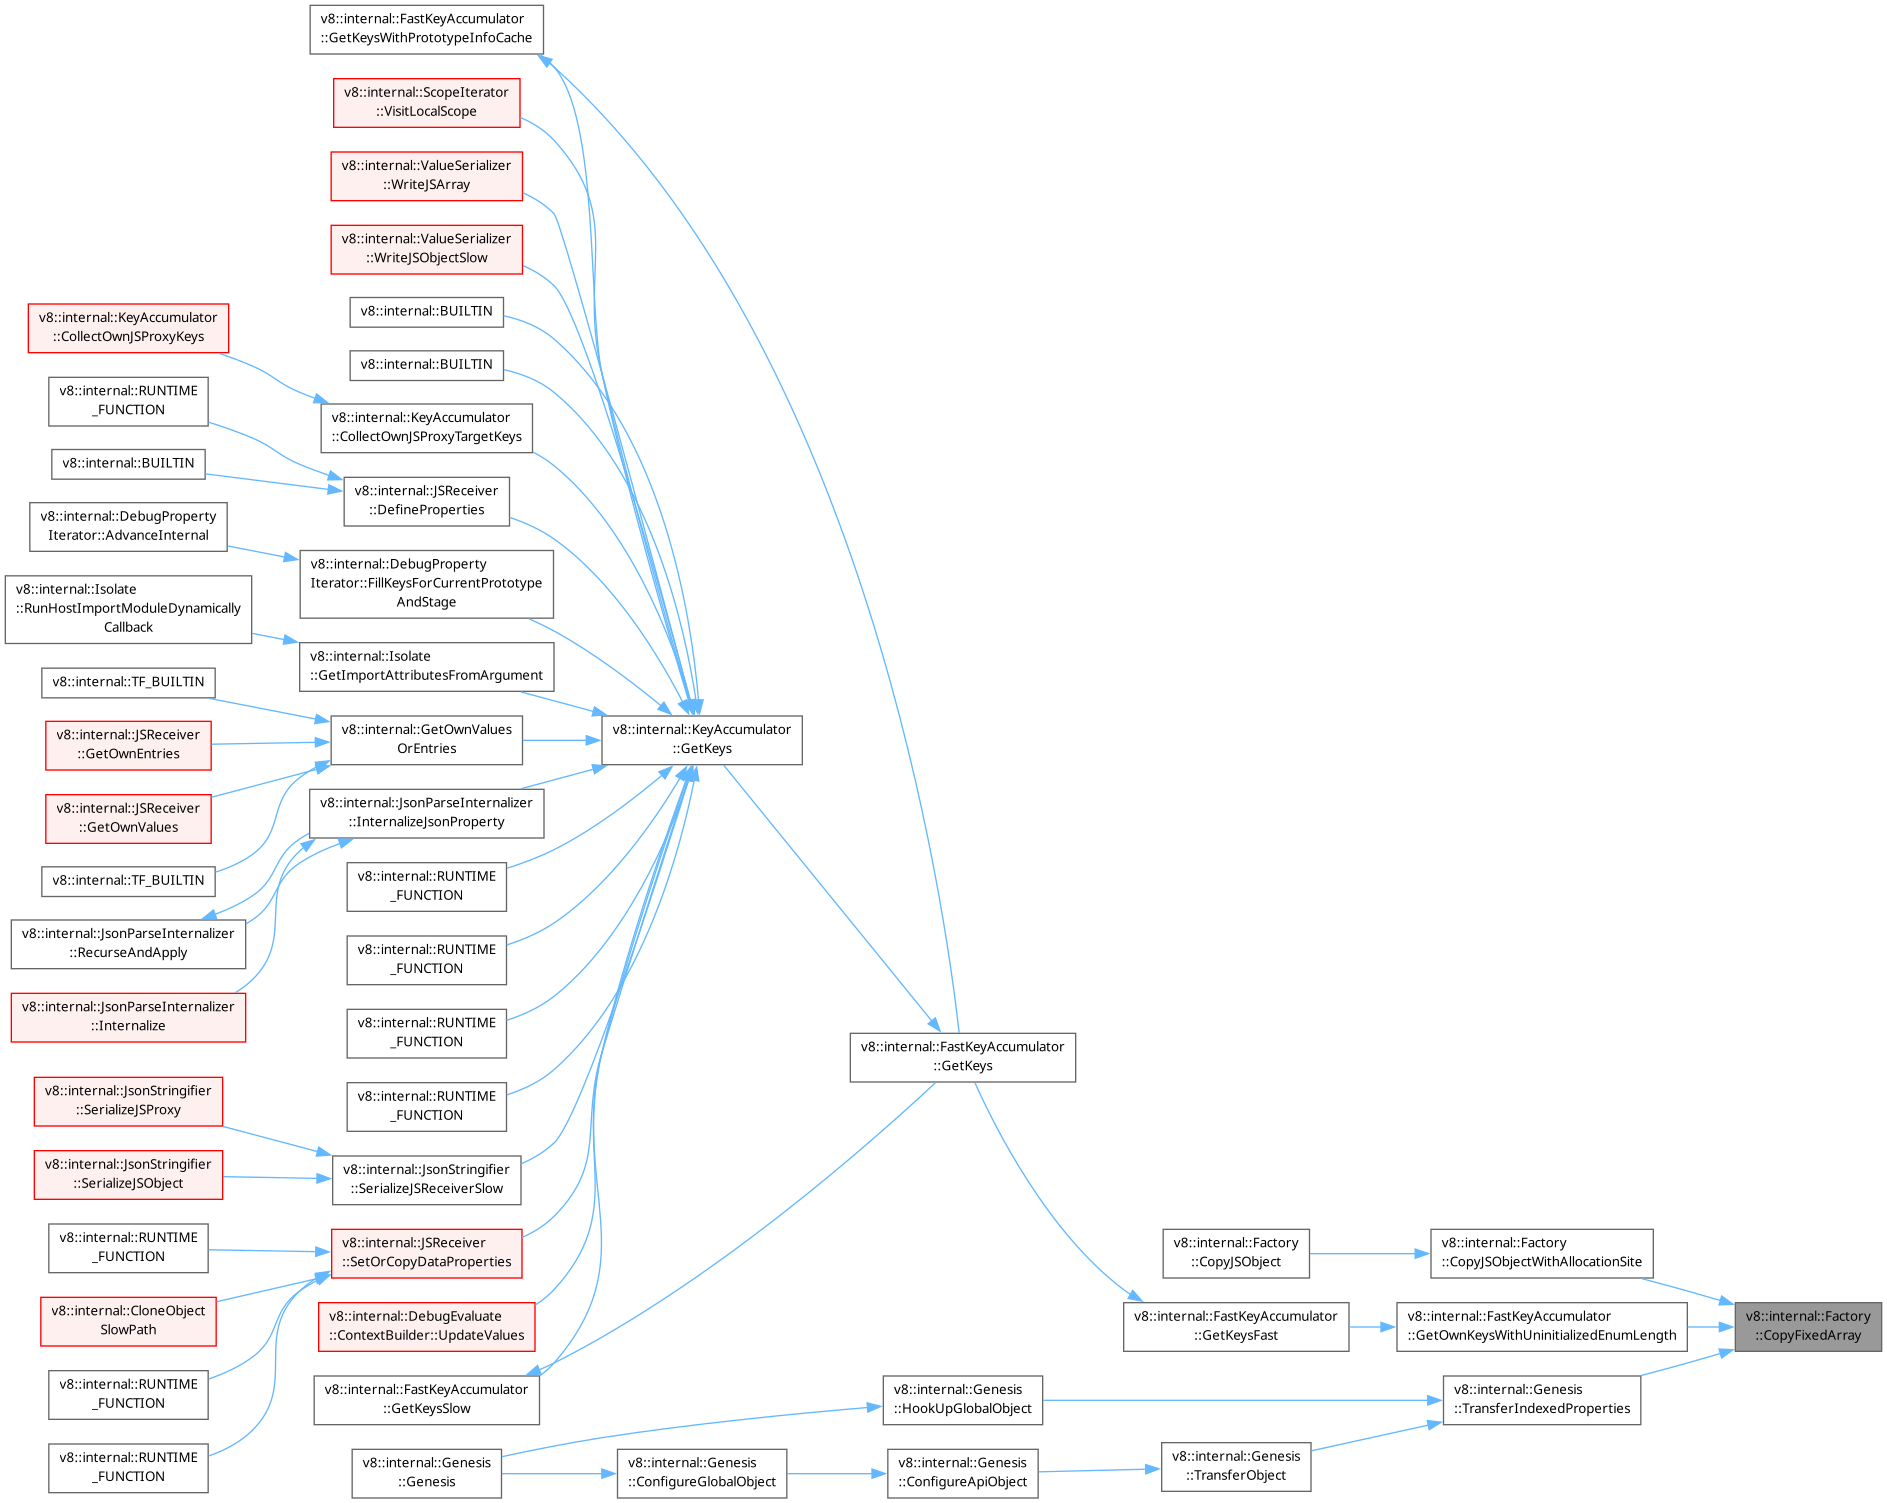 v8::internal::FastKeyAccumulator
::GetKeysWithPrototypeInfoCache
v8::internal::ScopeIterator
::VisitLocalScope
v8::internal::ValueSerializer
::WriteJSArray
v8::internal::ValueSerializer
::WriteJSObjectSlow
v8::internal::BUILTIN
v8::internal::BUILTIN
v8::internal::KeyAccumulator
::CollectOwnJSProxyKeys
v8::internal::RUNTIME
_FUNCTION
v8::internal::KeyAccumulator
::CollectOwnJSProxyTargetKeys
v8::internal::BUILTIN
v8::internal::JSReceiver
::DefineProperties
v8::internal::DebugProperty
Iterator::AdvanceInternal
v8::internal::DebugProperty
Iterator::FillKeysForCurrentPrototype
AndStage
v8::internal::Isolate
::RunHostImportModuleDynamically
Callback
v8::internal::Isolate
::GetImportAttributesFromArgument
v8::internal::TF_BUILTIN
v8::internal::JSReceiver
::GetOwnEntries
v8::internal::GetOwnValues
OrEntries
v8::internal::KeyAccumulator
::GetKeys
v8::internal::JSReceiver
::GetOwnValues
v8::internal::JsonParseInternalizer
::InternalizeJsonProperty
v8::internal::TF_BUILTIN
v8::internal::RUNTIME
_FUNCTION
v8::internal::JsonParseInternalizer
::RecurseAndApply
v8::internal::RUNTIME
_FUNCTION
v8::internal::JsonParseInternalizer
::Internalize
v8::internal::RUNTIME
_FUNCTION
v8::internal::FastKeyAccumulator
::GetKeys
v8::internal::JsonStringifier
::SerializeJSProxy
v8::internal::RUNTIME
_FUNCTION
v8::internal::JsonStringifier
::SerializeJSObject
v8::internal::JsonStringifier
::SerializeJSReceiverSlow
v8::internal::RUNTIME
_FUNCTION
v8::internal::JSReceiver
::SetOrCopyDataProperties
v8::internal::Factory
::CopyJSObject
v8::internal::Factory
::CopyJSObjectWithAllocationSite
v8::internal::CloneObject
SlowPath
v8::internal::DebugEvaluate
::ContextBuilder::UpdateValues
v8::internal::FastKeyAccumulator
::GetKeysFast
v8::internal::FastKeyAccumulator
::GetOwnKeysWithUninitializedEnumLength
v8::internal::Factory
::CopyFixedArray
v8::internal::RUNTIME
_FUNCTION
v8::internal::FastKeyAccumulator
::GetKeysSlow
v8::internal::Genesis
::HookUpGlobalObject
v8::internal::Genesis
::TransferIndexedProperties
v8::internal::RUNTIME
_FUNCTION
v8::internal::Genesis
::Genesis
v8::internal::Genesis
::ConfigureGlobalObject
v8::internal::Genesis
::ConfigureApiObject
v8::internal::Genesis
::TransferObject